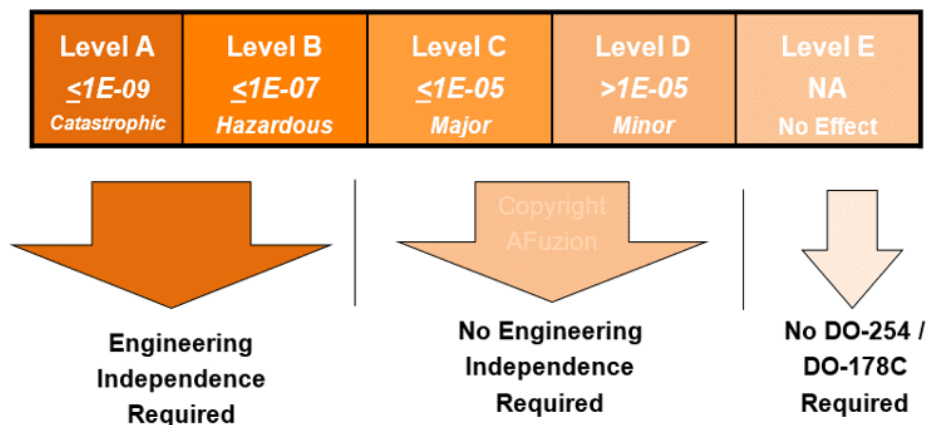 Level A
≤1E-09
Catastrophic
Level B
≤1E-07
Hazardous
Level C
≤1E-05
Major
Level D
>1E-05
Minor
Level E
NA
No Effect
Copyright
AFuzion
Engineering
Independence
Required
No Engineering
Independence
Required
No DO-254 /
DO-178C
Required